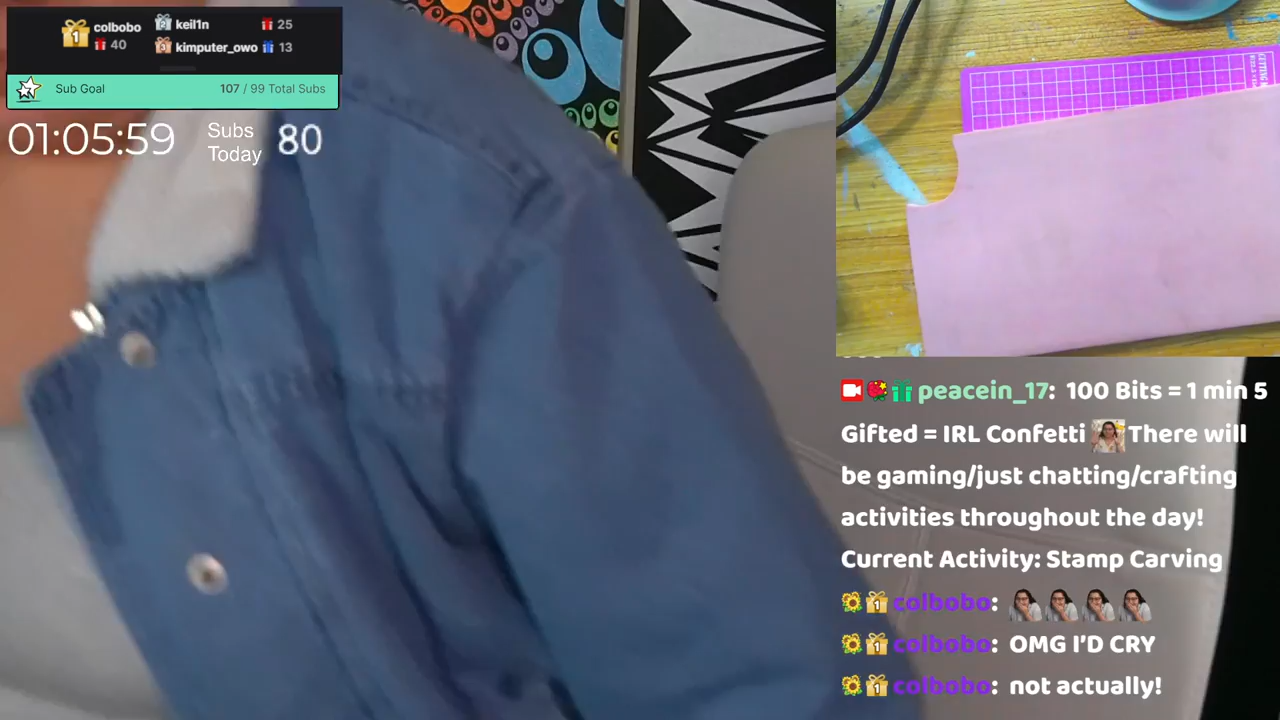 colbobo
40
keil1n 25
kimputer_owo 13
Sub Goal 107 / 99 Total Subs
01:05:59 Subs Today 80
peacein_17: 100 Bits = 1 min 5
Gifted = IRL Confetti There will
be gaming/just chatting/crafting
activities throughout the day!
Current Activity: Stamp Carving
colbobo:
colbobo: OMG I'D CRY
colbobo: not actually!